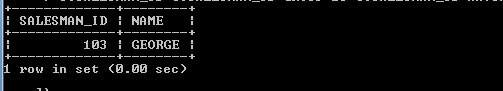 | SALESMAN_ID | NAME   |
| 103 | GEORGE |
1 row in set (0.00 sec)